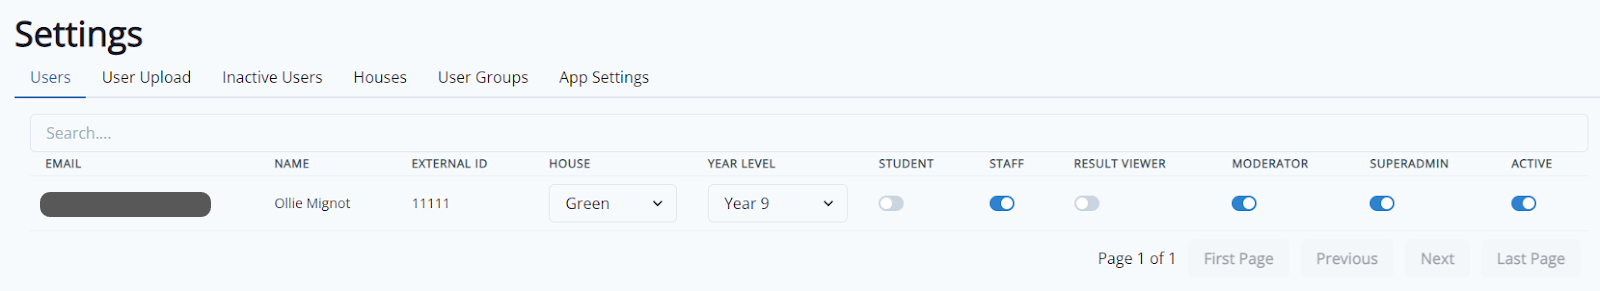 Settings
Users User Upload Inactive Users Houses User Groups App Settings
Search....
EMAIL NAME EXTERNAL ID HOUSE YEAR LEVEL STUDENT STAFF RESULT VIEWER MODERATOR SUPERADMIN ACTIVE
Ollie Mignot 11111 Green Year 9
Page 1 of 1 First Page Previous Next Last Page